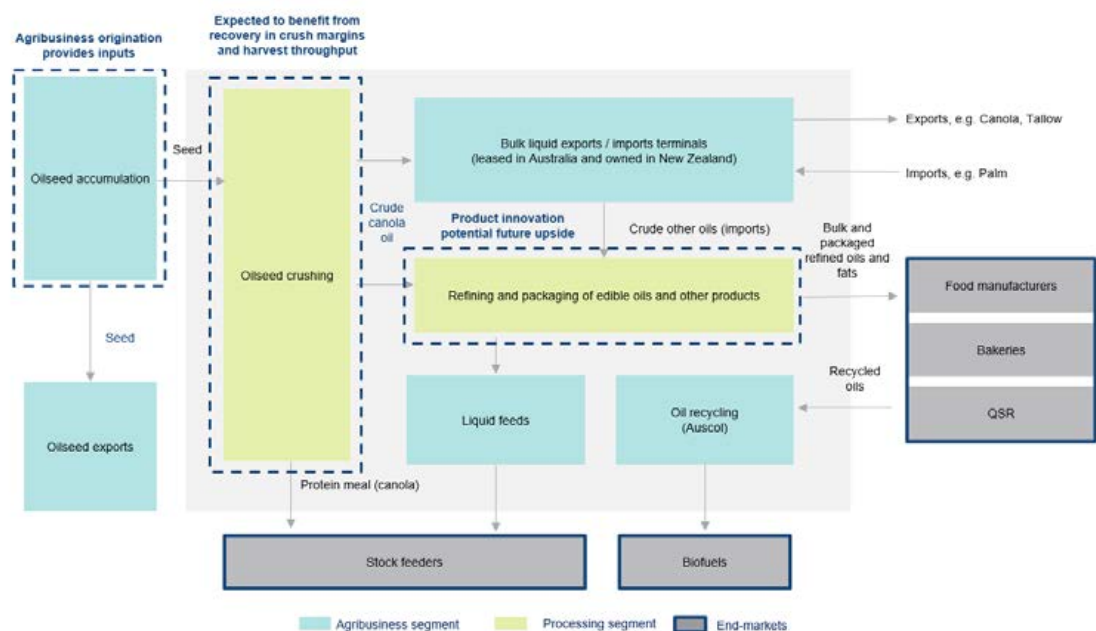 Agribusiness origination
provides inputs
Expected to benefit from
recovery in crush margins
and harvest throughput
Oilseed accumulation
Seed
Seed
Oilseed exports
Oilseed crushing
Crude
canola
oil
Bulk liquid exports / imports terminals
(leased in Australia and owned in New Zealand)
Exports, e.g. Canola, Tallow
Imports, e.g. Palm
Product innovation
potential future upside
Crude other oils (imports)
Refining and packaging of edible oils and other products
Bulk and
packaged
refined oils and
fats
Food manufacturers
Bakeries
QSR
Recycled
oils
Liquid feeds
Oil recycling
(Auscol)
Protein meal (canola)
Stock feeders
Biofuels
Agribusiness segment
Processing segment
End-markets